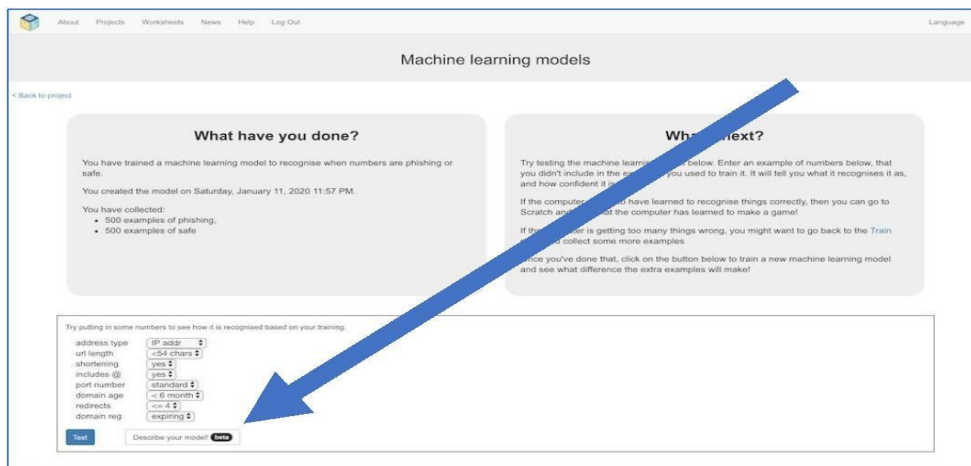 About Projects Worksheets News Help Log Out Language
Machine learning models
< Back to project
What have you done?
You have trained a machine learning model to recognise when numbers are phishing or
safe.
You created the model on Saturday, January 11, 2020 11:57 PM.
You have collected:
• 500 examples of phishing,
• 500 examples of safe
next?
Try testing the machine learning below. Enter an example of numbers below, that
you didn't include in the you used to train it. It will tell you what it recognises it as,
and how confident it is
If the computer to have learned to recognise things correctly, then you can go to
Scratch and at the computer has learned to make a game!
If the is getting too many things wrong, you might want to go back to the Train
collect some more examples
you've done that, click on the button below to train a new machine learning model
and see what difference the extra examples will make!
Try putting in some numbers to see how it is recognised based on your training.
address type IP addr
url length <54 chars
shortening yes
includes @ yes
port number standard
domain age < 6 month
redirects <= 4
domain reg expiring
Test Describe your model! beta